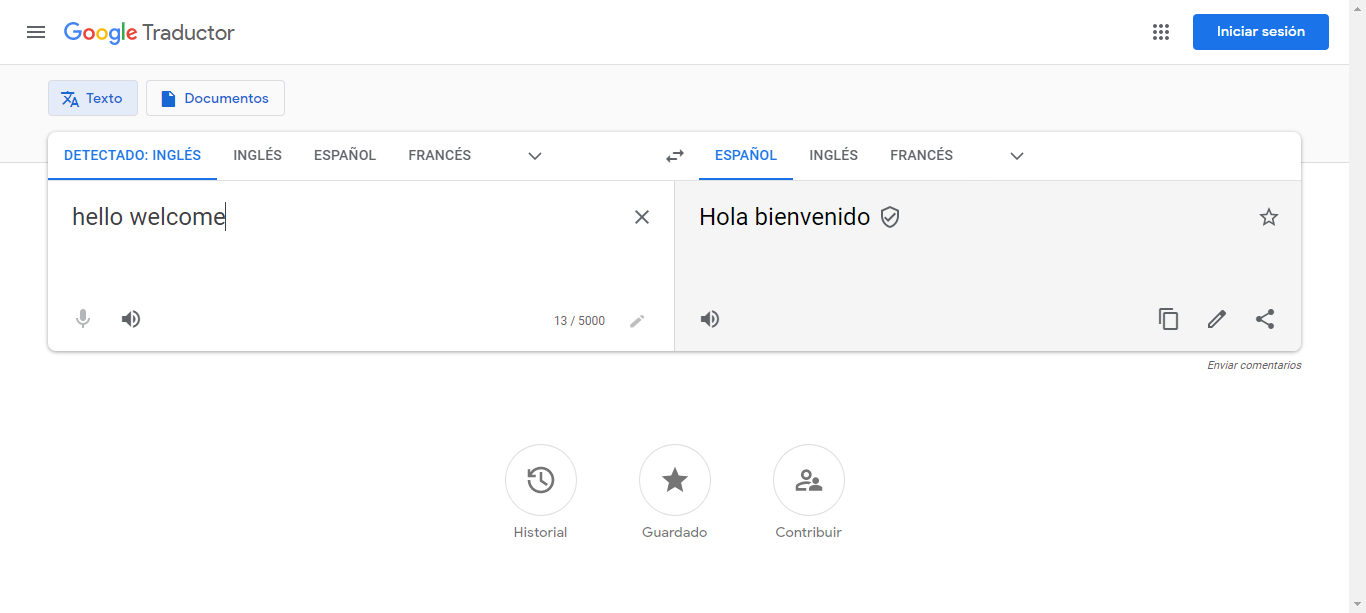 Google Traductor
Iniciar sesión
Texto Documentos
DETECTADO: INGLÉS INGLÉS ESPAÑOL FRANCÉS ESPAÑOL INGLÉS FRANCÉS
hello welcome
Hola bienvenido
13 / 5000
Enviar comentarios
Historial Guardado Contribuir